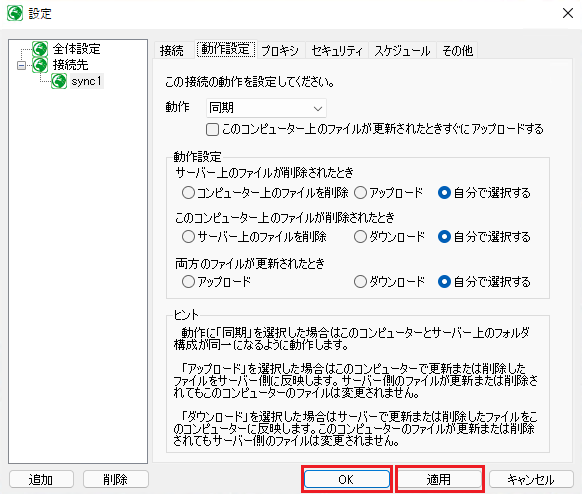 設定
全体設定
接続先
sync1
接続 動作設定 プロキシ セキュリティ スケジュール その他
この接続の動作を設定してください。
動作 同期
このコンピューター上のファイルが更新されたときすぐにアップロードする
動作設定
サーバー上のファイルが削除されたとき
コンピューター上のファイルを削除 アップロード 自分で選択する
このコンピューター上のファイルが削除されたとき
サーバー上のファイルを削除 ダウンロード 自分で選択する
両方のファイルが更新されたとき
アップロード ダウンロード 自分で選択する
ヒント
動作に「同期」を選択した場合はこのコンピューターとサーバー上のフォルダ
構成が同一になるように動作します。
「アップロード」を選択した場合はこのコンピューターで更新または削除した
ファイルをサーバー側に反映します。サーバー側のファイルが更新または削除さ
れてもこのコンピューターのファイルは変更されません。
「ダウンロード」を選択した場合はサーバーで更新または削除したファイルをこ
のコンピューターに反映します。このコンピューターのファイルが更新または削除
されてもサーバー側のファイルは変更されません。
追加 削除 OK 適用 キャンセル